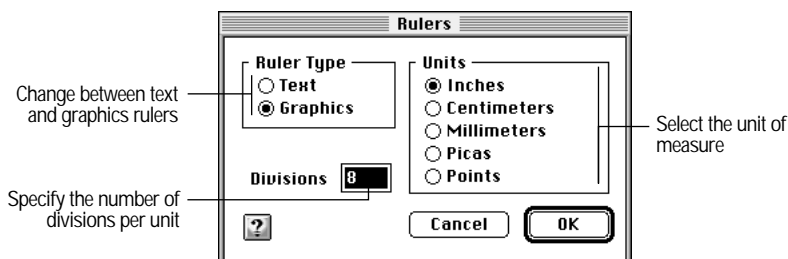 Rulers
Ruler Type
Text
Graphics
Units
Inches
Centimeters
Millimeters
Picas
Points
Divisions 8
?
Cancel
OK
Change between text
and graphics rulers
Specify the number of
divisions per unit
Select the unit of
measure